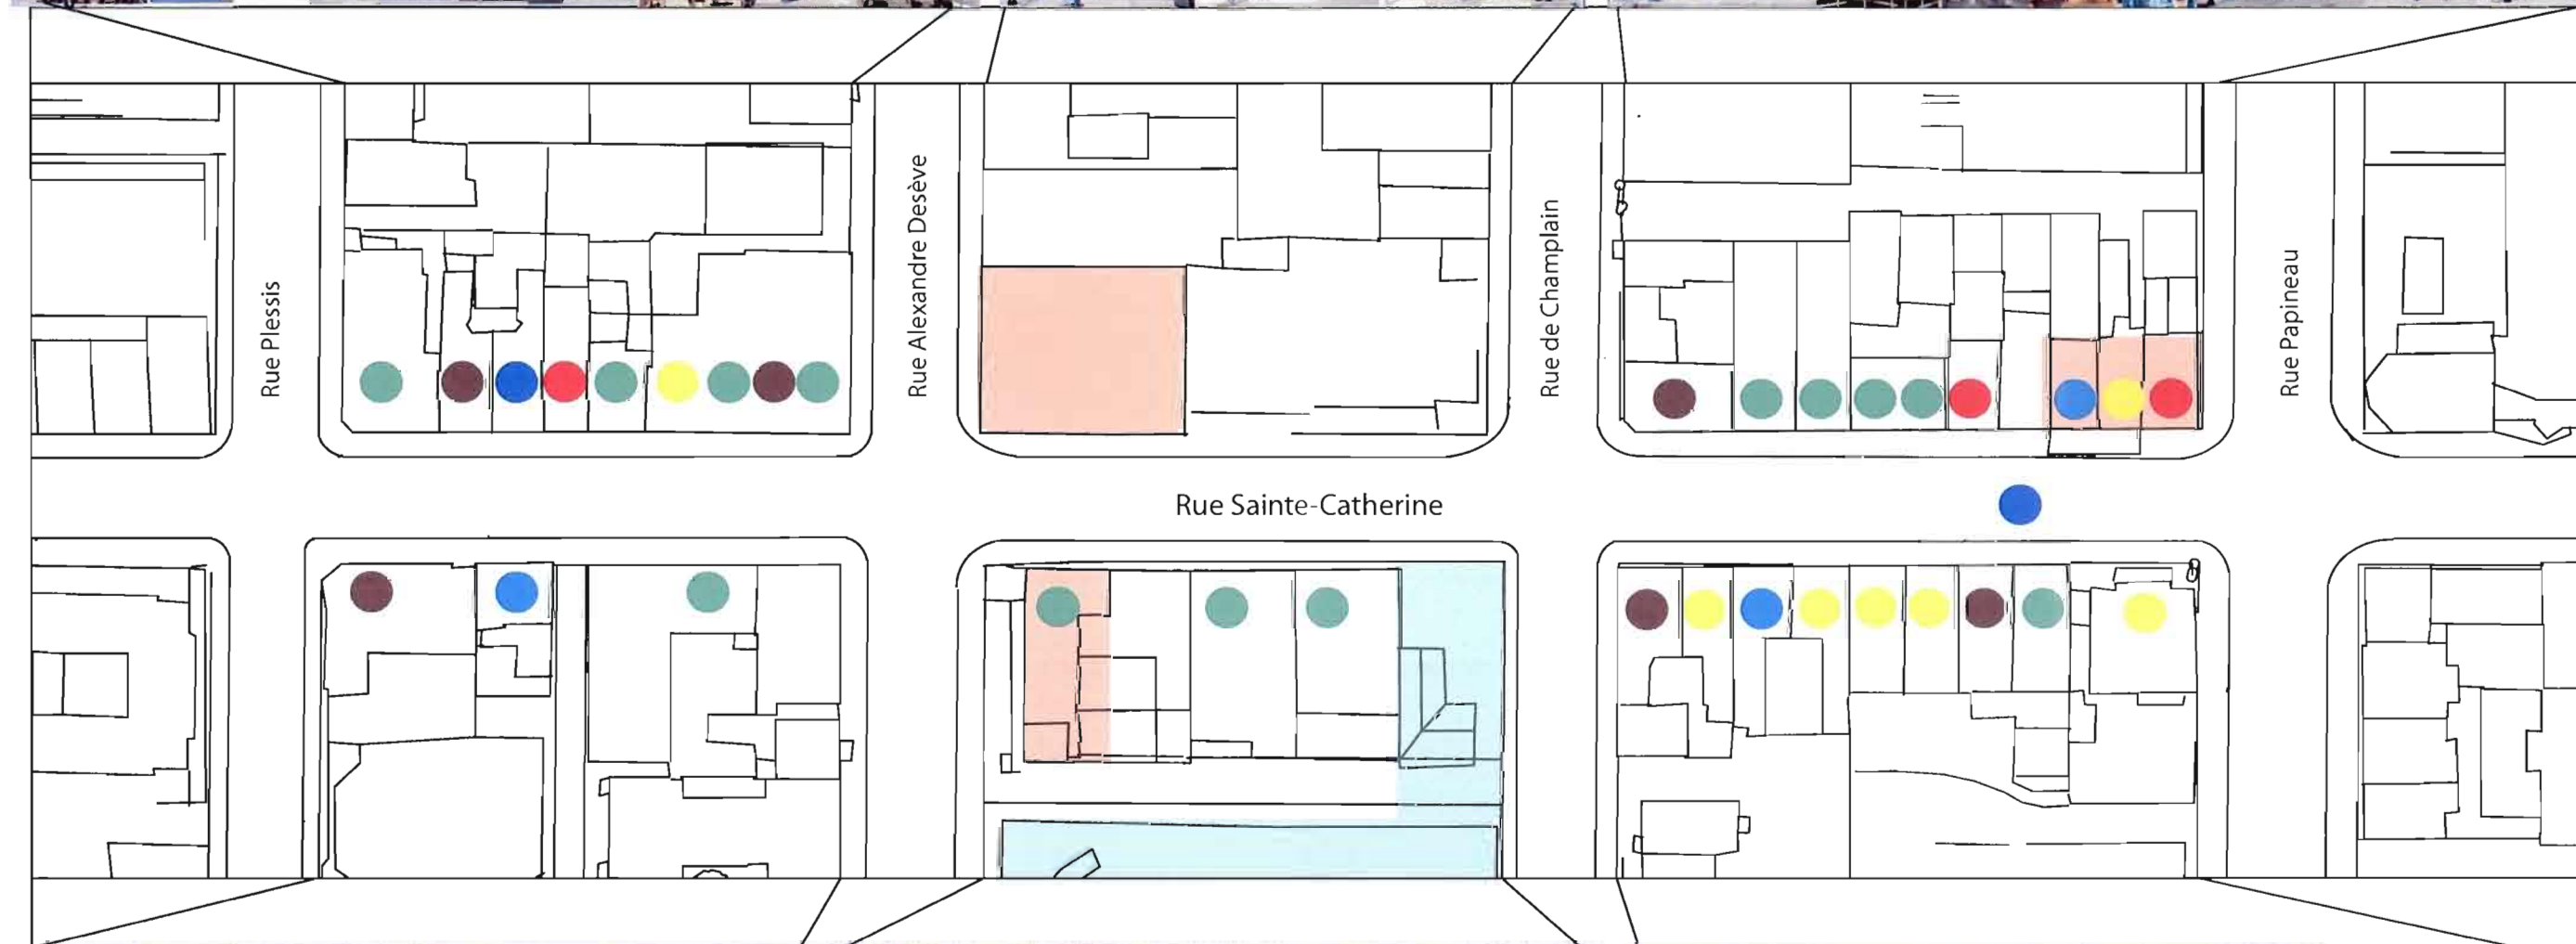 Rue Plessis
Rue Alexandre Desève
Rue de Champlain
Rue Papineau
Rue Sainte-Catherine